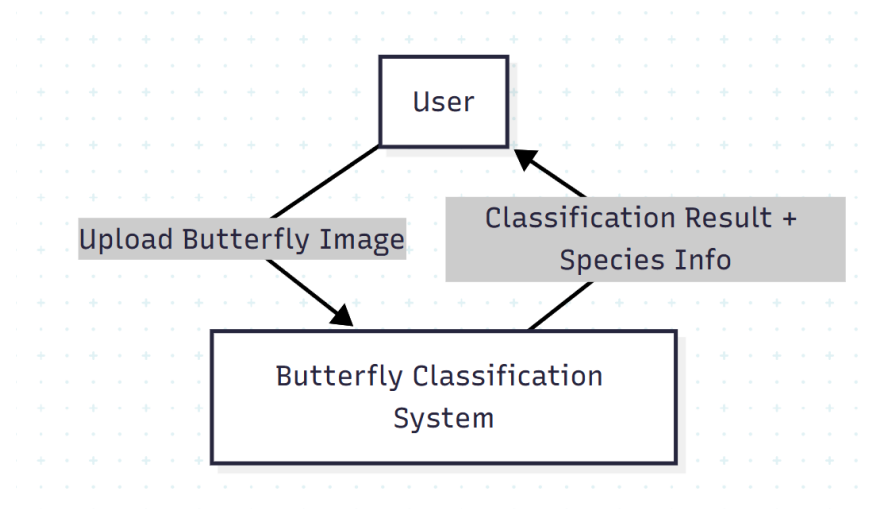 User
Upload Butterfly Image
Classification Result +
Species Info
Butterfly Classification
System